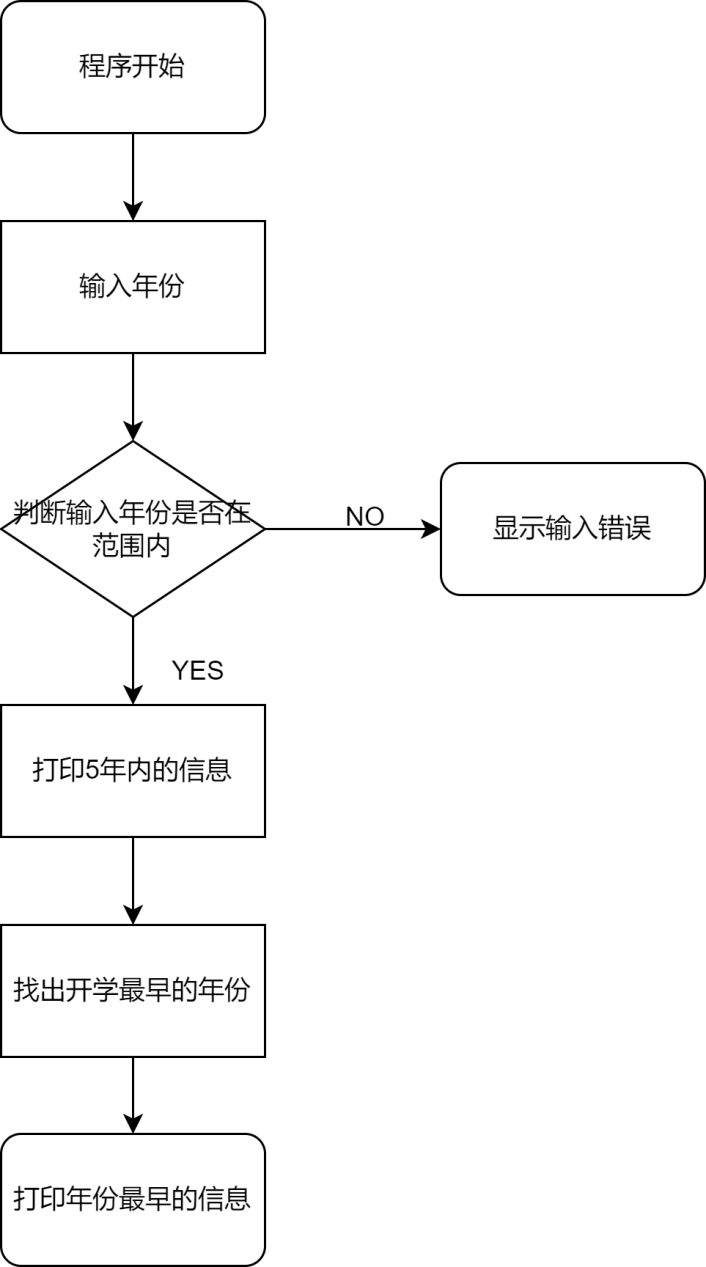 程序开始
输入年份
判断输入年份是否在
范围内
NO
显示输入错误
YES
打印5年内的信息
找出开学最早的年份
打印年份最早的信息